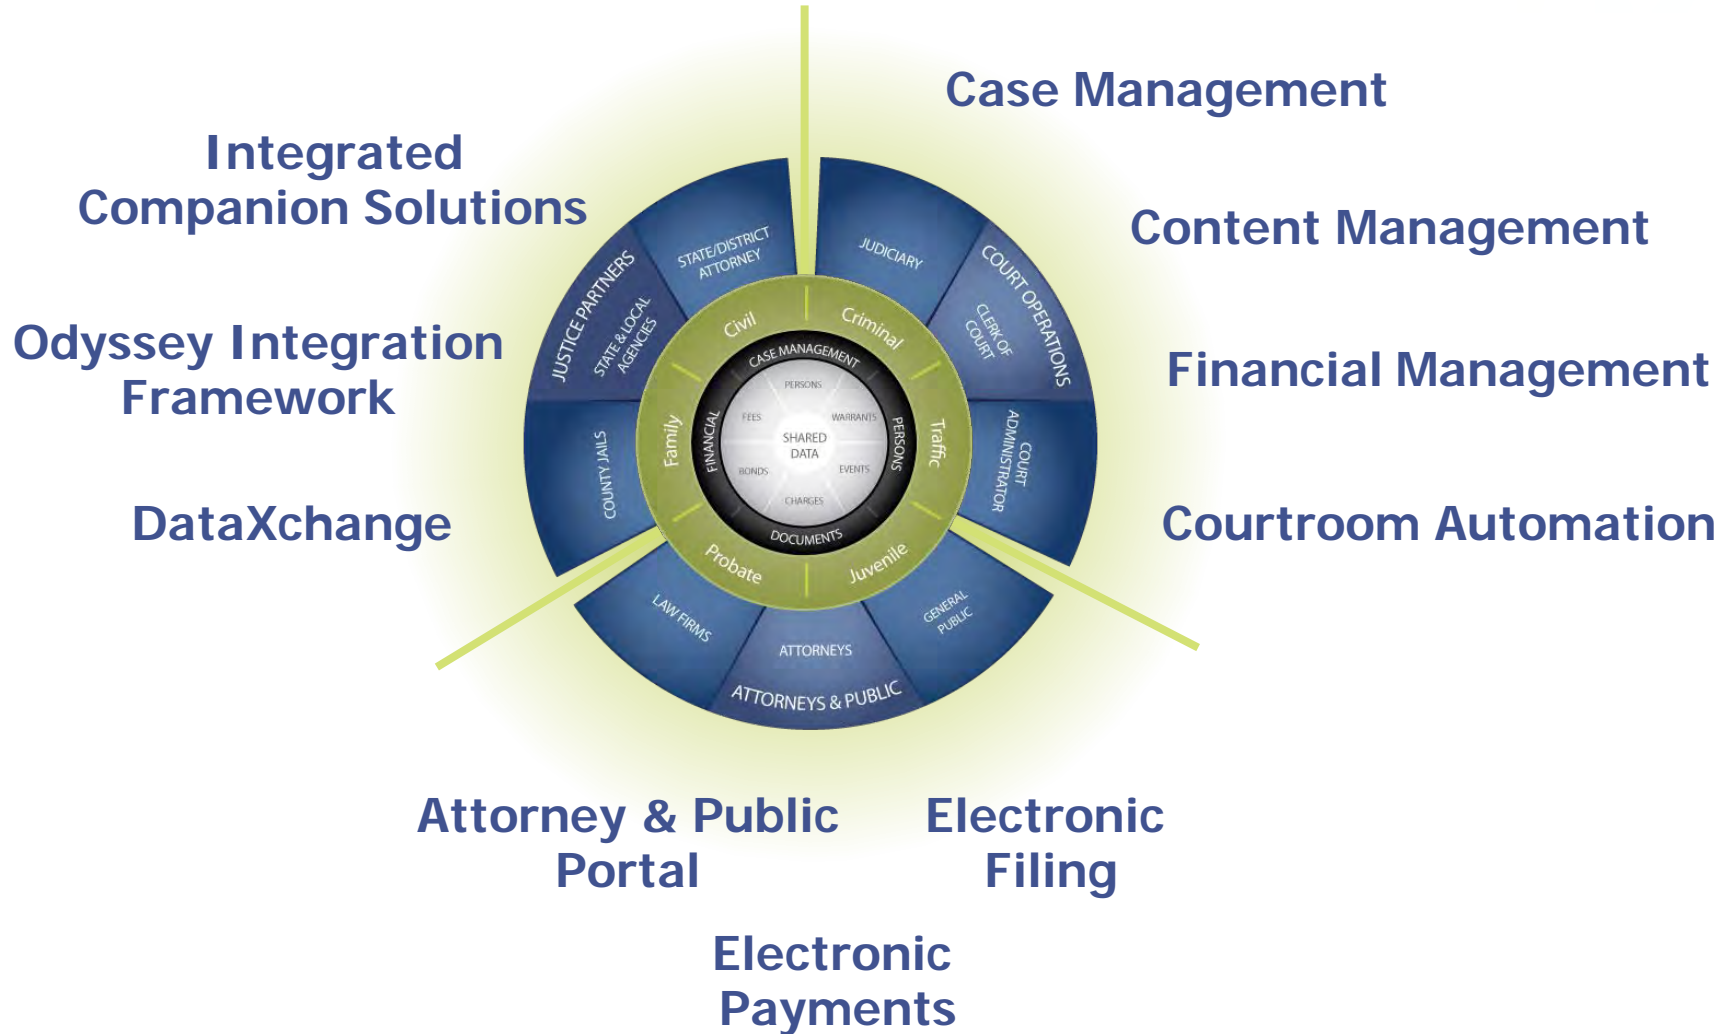 Case Management
Content Management
Financial Management
Courtroom Automation
Integrated
Companion Solutions
Odyssey Integration
Framework
DataXchange
Attorney & Public
Portal
Electronic
Filing
Electronic
Payments
JUSTICE PARTNERS
STATE/DISTRICT
ATTORNEY
STATE & LOCAL
AGENCIES
COUNTY JAILS
COURT OPERATIONS
JUDICIARY
CLERK OF
COURT
COURT
ADMINISTRATOR
ATTORNEYS & PUBLIC
LAW FIRMS
ATTORNEYS
GENERAL
PUBLIC
Civil
Criminal
Traffic
Juvenile
Probate
Family
CASE MANAGEMENT
PERSONS
DOCUMENTS
FINANCIAL
PERSONS
WARRANTS
EVENTS
CHARGES
BONDS
FEES
SHARED
DATA